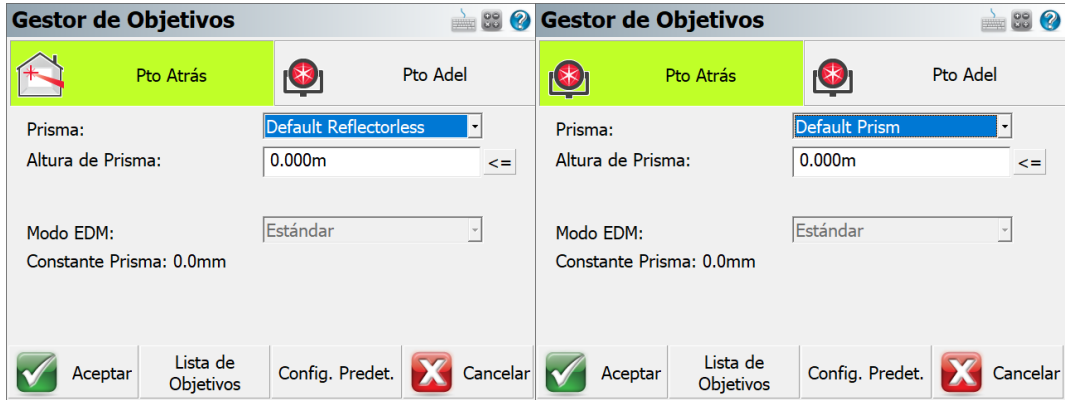 Gestor de Objetivos
Pto Atrás
Pto Adel
Prisma:
Default Reflectorless
Altura de Prisma:
0.000m
<=
Modo EDM:
Estándar
Constante Prisma: 0.0mm
Aceptar
Lista de
Objetivos
Config. Predet.
Cancelar
Gestor de Objetivos
Pto Atrás
Pto Adel
Prisma:
Default Prism
Altura de Prisma:
0.000m
<=
Modo EDM:
Estándar
Constante Prisma: 0.0mm
Aceptar
Lista de
Objetivos
Config. Predet.
Cancelar